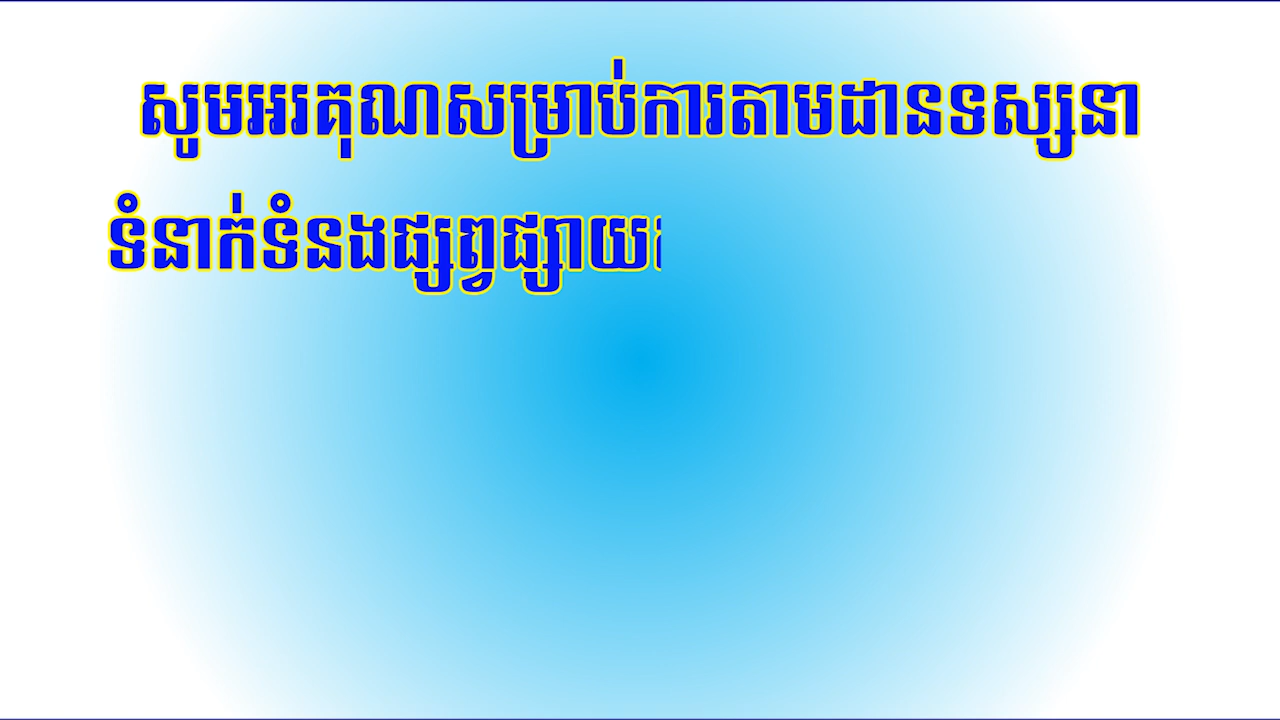 សូមអរគុណសម្រាប់ការតាមដានទស្សនា
ទំនាក់ទំនងផ្សព្វផ្សាយ